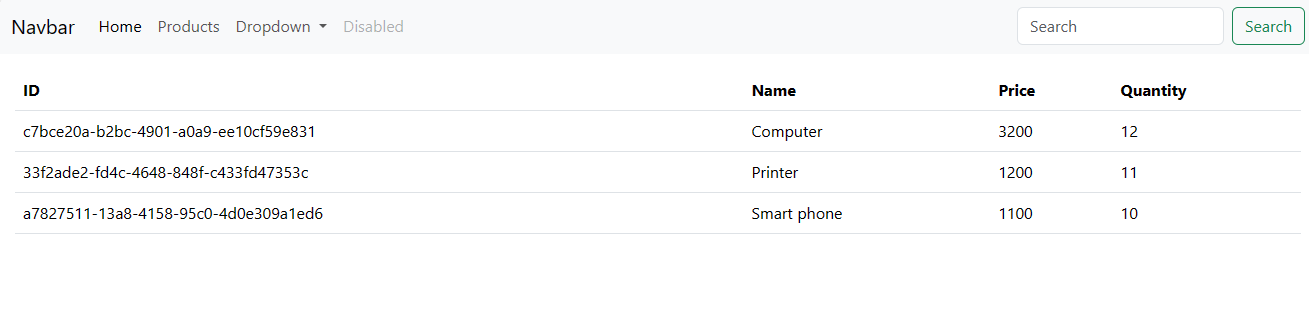 Navbar Home Products Dropdown Disabled Search Search
ID Name Price Quantity
c7bce20a-b2bc-4901-a0a9-ee10cf59e831 Computer 3200 12
33f2ade2-fd4c-4648-848f-c433fd47353c Printer 1200 11
a7827511-13a8-4158-95c0-4d0e309a1ed6 Smart phone 1100 10